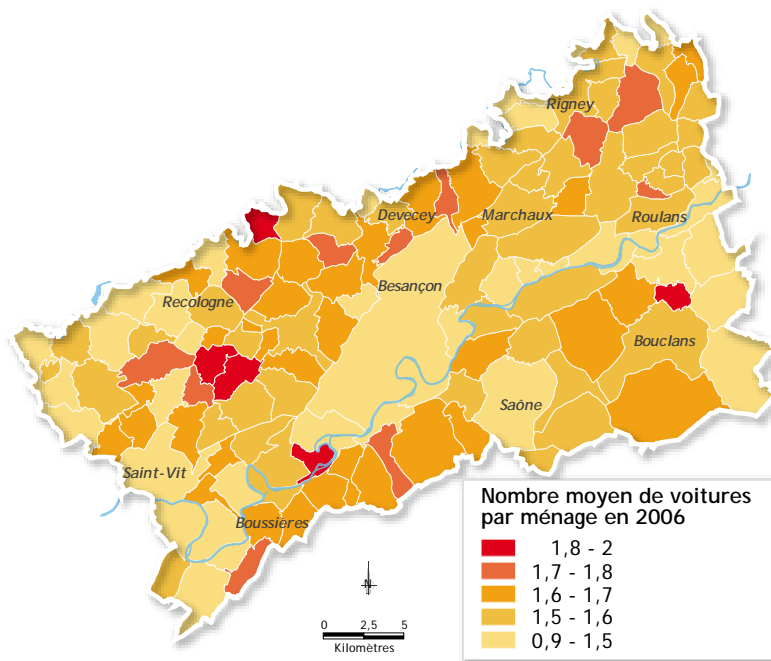 Rigney
Devecey
Marchaux
Roulans
Besançon
Recologne
Bouclans
Saône
Saint-Vit
Boussières
Nombre moyen de voitures
par ménage en 2006
1,8 - 2
1,7 - 1,8
1,6 - 1,7
1,5 - 1,6
0,9 - 1,5
N
0 2,5 5
Kilomètres